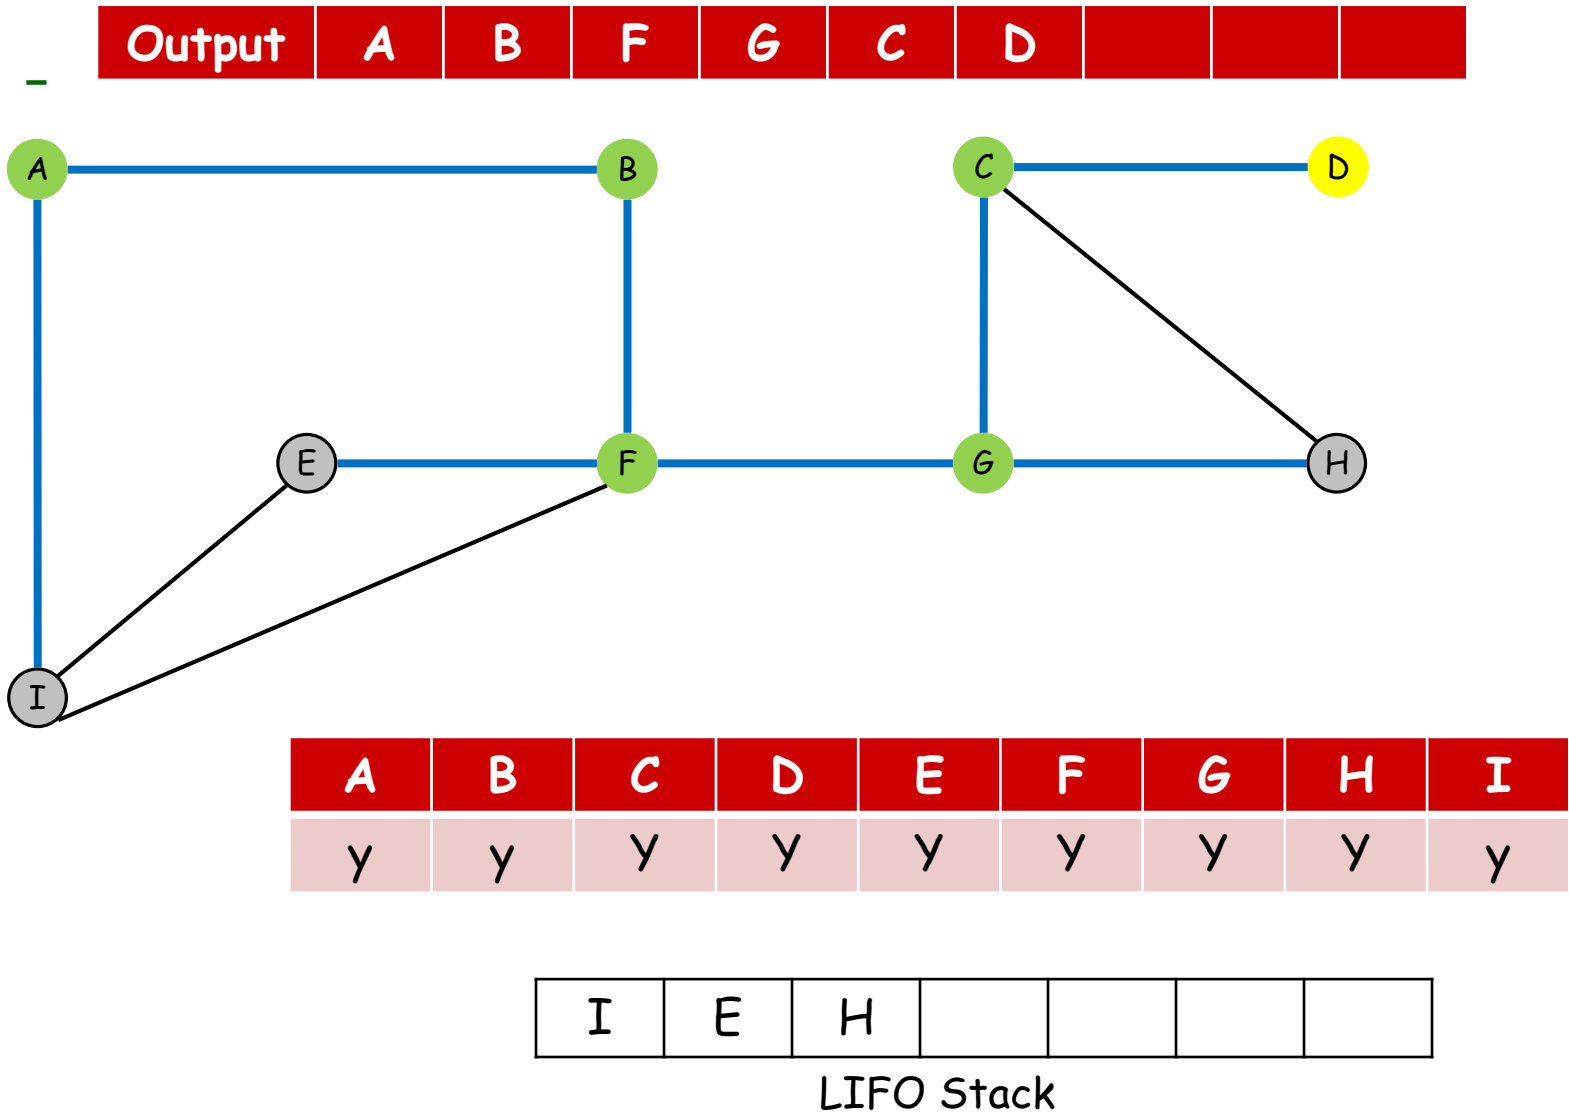 Output A B F G C D
–
A B C D
E F G H
I
A B C D E F G H I
y y Y Y Y Y Y Y y
I E H
LIFO Stack